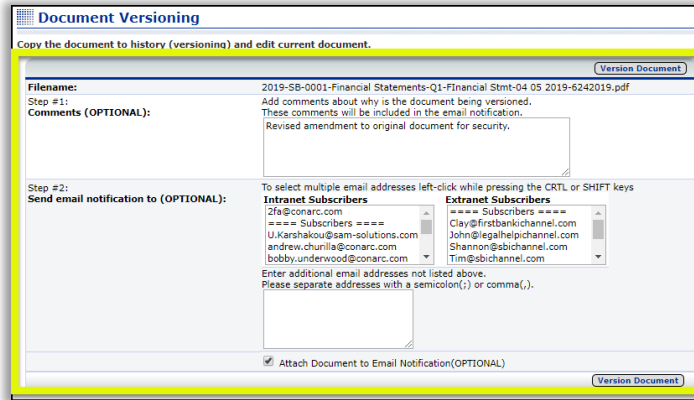 Document Versioning
Copy the document to history (versioning) and edit current document.
Version Document
Filename: 2019-SB-0001-Financial Statements-Q1-FInancial Stmt-04 05 2019-6242019.pdf
Step #1: Add comments about why is the document being versioned.
Comments (OPTIONAL): These comments will be included in the email notification.
Revised amendment to original document for security.
Step #2: To select multiple email addresses left-click while pressing the CRTL or SHIFT keys
Send email notification to (OPTIONAL): Intranet Subscribers Extranet Subscribers
2fa@conarc.com ==== Subscribers ====
==== Subscribers ==== Clay@firstbankichannel.com
U.Karshakou@sam-solutions.com John@legalhelpichannel.com
andrew.churilla@conarc.com Shannon@sbichannel.com
bobby.underwood@conarc.com Tim@sbichannel.com
Enter additional email addresses not listed above.
Please separate addresses with a semicolon(;) or comma(,).
Attach Document to Email Notification(OPTIONAL)
Version Document